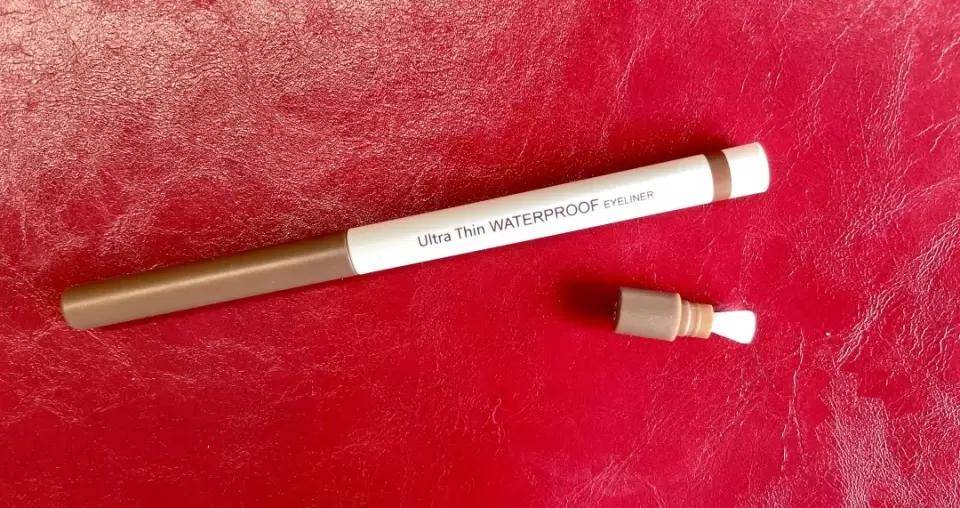 Ultra Thin WATERPROOF EYELINER